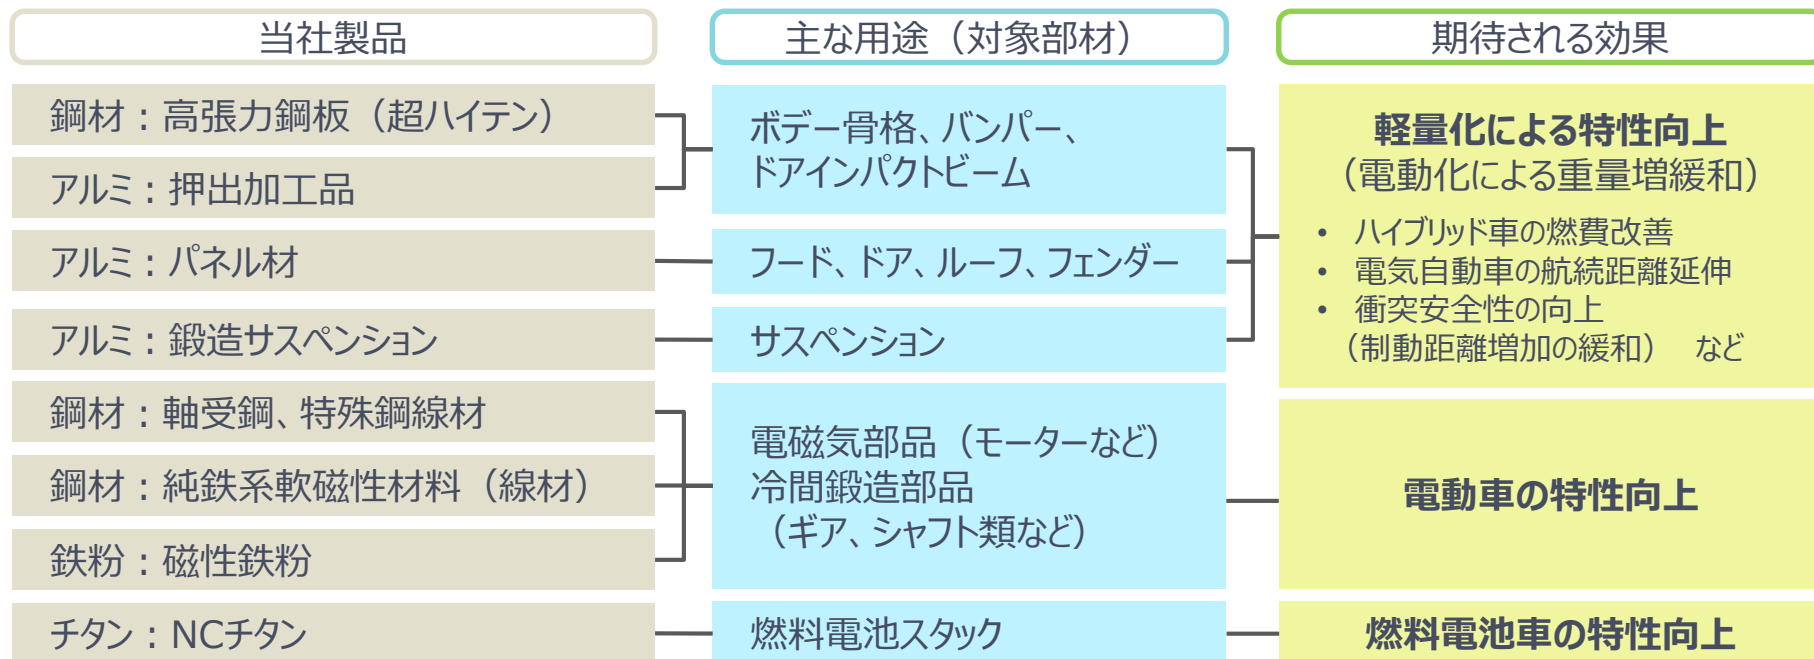 当社製品
主な用途（対象部材）
期待される効果
鋼材：高張力鋼板（超ハイテン）
アルミ：押出加工品
アルミ：パネル材
アルミ：鍛造サスペンション
鋼材：軸受鋼、特殊鋼線材
鋼材：純鉄系軟磁性材料（線材）
鉄粉：磁性鉄粉
チタン：NCチタン
ボデー骨格、バンパー、
ドアインパクトビーム
フード、ドア、ルーフ、フェンダー
サスペンション
電磁気部品（モーターなど）
冷間鍛造部品
（ギア、シャフト類など）
燃料電池スタック
軽量化による特性向上
（電動化による重量増緩和）
• ハイブリッド車の燃費改善
• 電気自動車の航続距離延伸
• 衝突安全性の向上
（制動距離増加の緩和）　など
電動車の特性向上
燃料電池車の特性向上